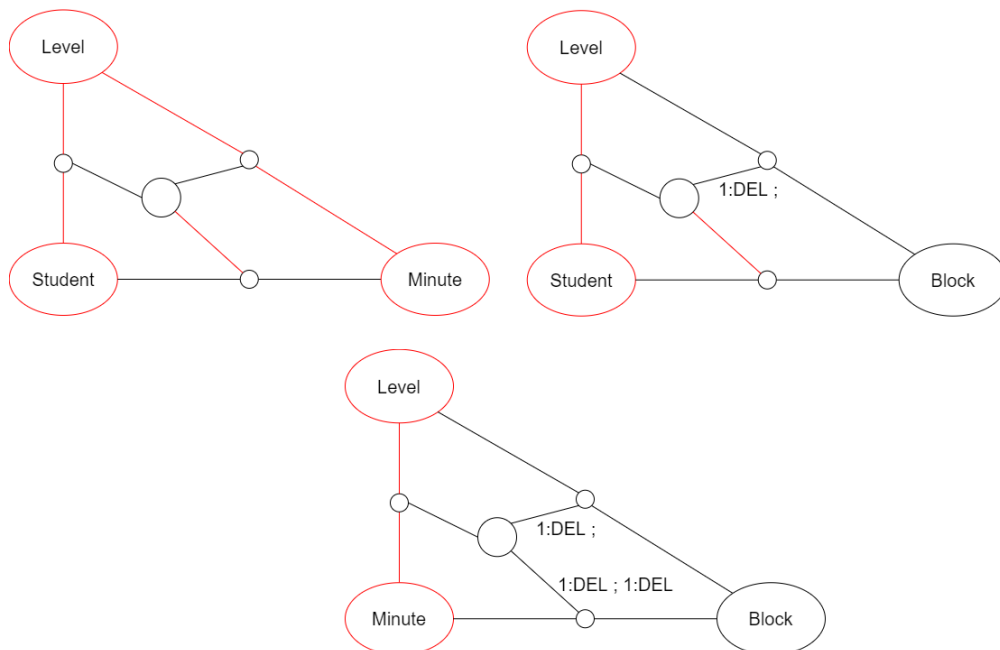 Level
Level
1:DEL ;
Student
Minute
Student
Block
Level
1:DEL ;
1:DEL ; 1:DEL
Minute
Block